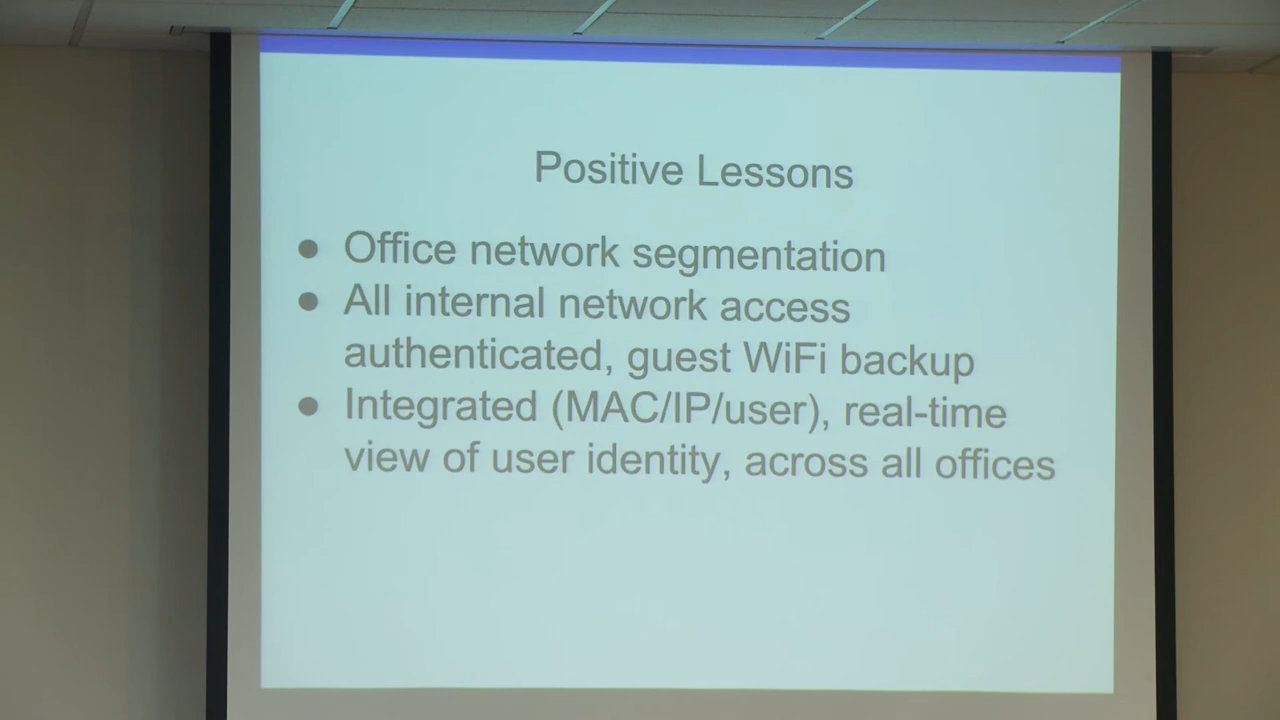 Positive Lessons
● Office network segmentation
● All internal network access
authenticated, guest WiFi backup
● Integrated (MAC/IP/user), real-time
view of user identity, across all offices